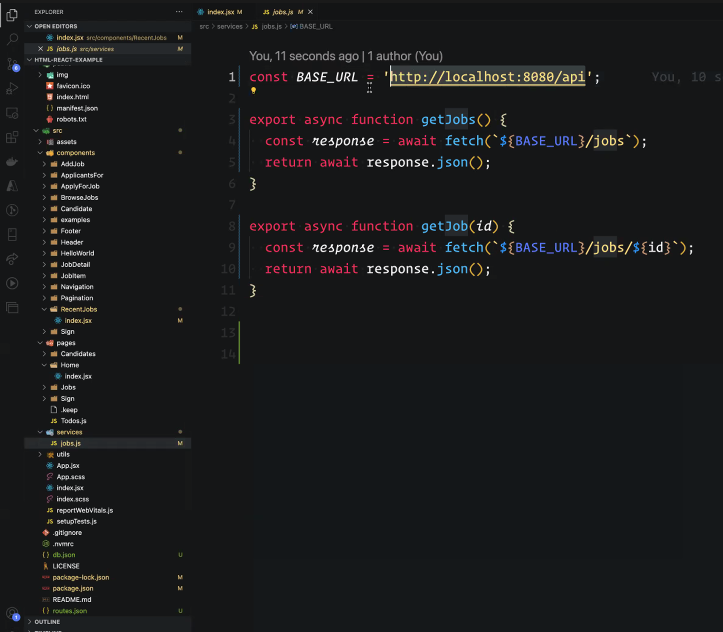 EXPLORER
···
index.jsx M
JS jobs.js M ×
OPEN EDITORS
index.jsx src/components/RecentJobs M
× JS jobs.js src/services M
src > services > JS jobs.js > BASE_URL
HTML-REACT-EXAMPLE
img
favicon.ico
index.html
manifest.json
robots.txt
src
assets
components
AddJob
ApplicantsFor
ApplyForJob
BrowseJobs
Candidate
examples
Footer
Header
HelloWorld
JobDetail
JobItem
Navigation
Pagination
RecentJobs
index.jsx M
Sign
pages
Candidates
Home
index.jsx
Jobs
Sign
.keep
JS Todos.js
services
JS jobs.js M
utils
App.jsx
App.scss
index.jsx
index.scss
JS reportWebVitals.js
JS setupTests.js
.gitignore
.nvmrc
{} db.json U
LICENSE
package-lock.json M
package.json M
README.md
{} routes.json U
OUTLINE
You, 11 seconds ago | 1 author (You)
1 const BASE_URL = 'http://localhost:8080/api'; You, 10 s
2
3 export async function getJobs() {
4 const response = await fetch(`${BASE_URL}/jobs`);
5 return await response.json();
6 }
7
8 export async function getJob(id) {
9 const response = await fetch(`${BASE_URL}/jobs/${id}`);
10 return await response.json();
11 }
12
13
14